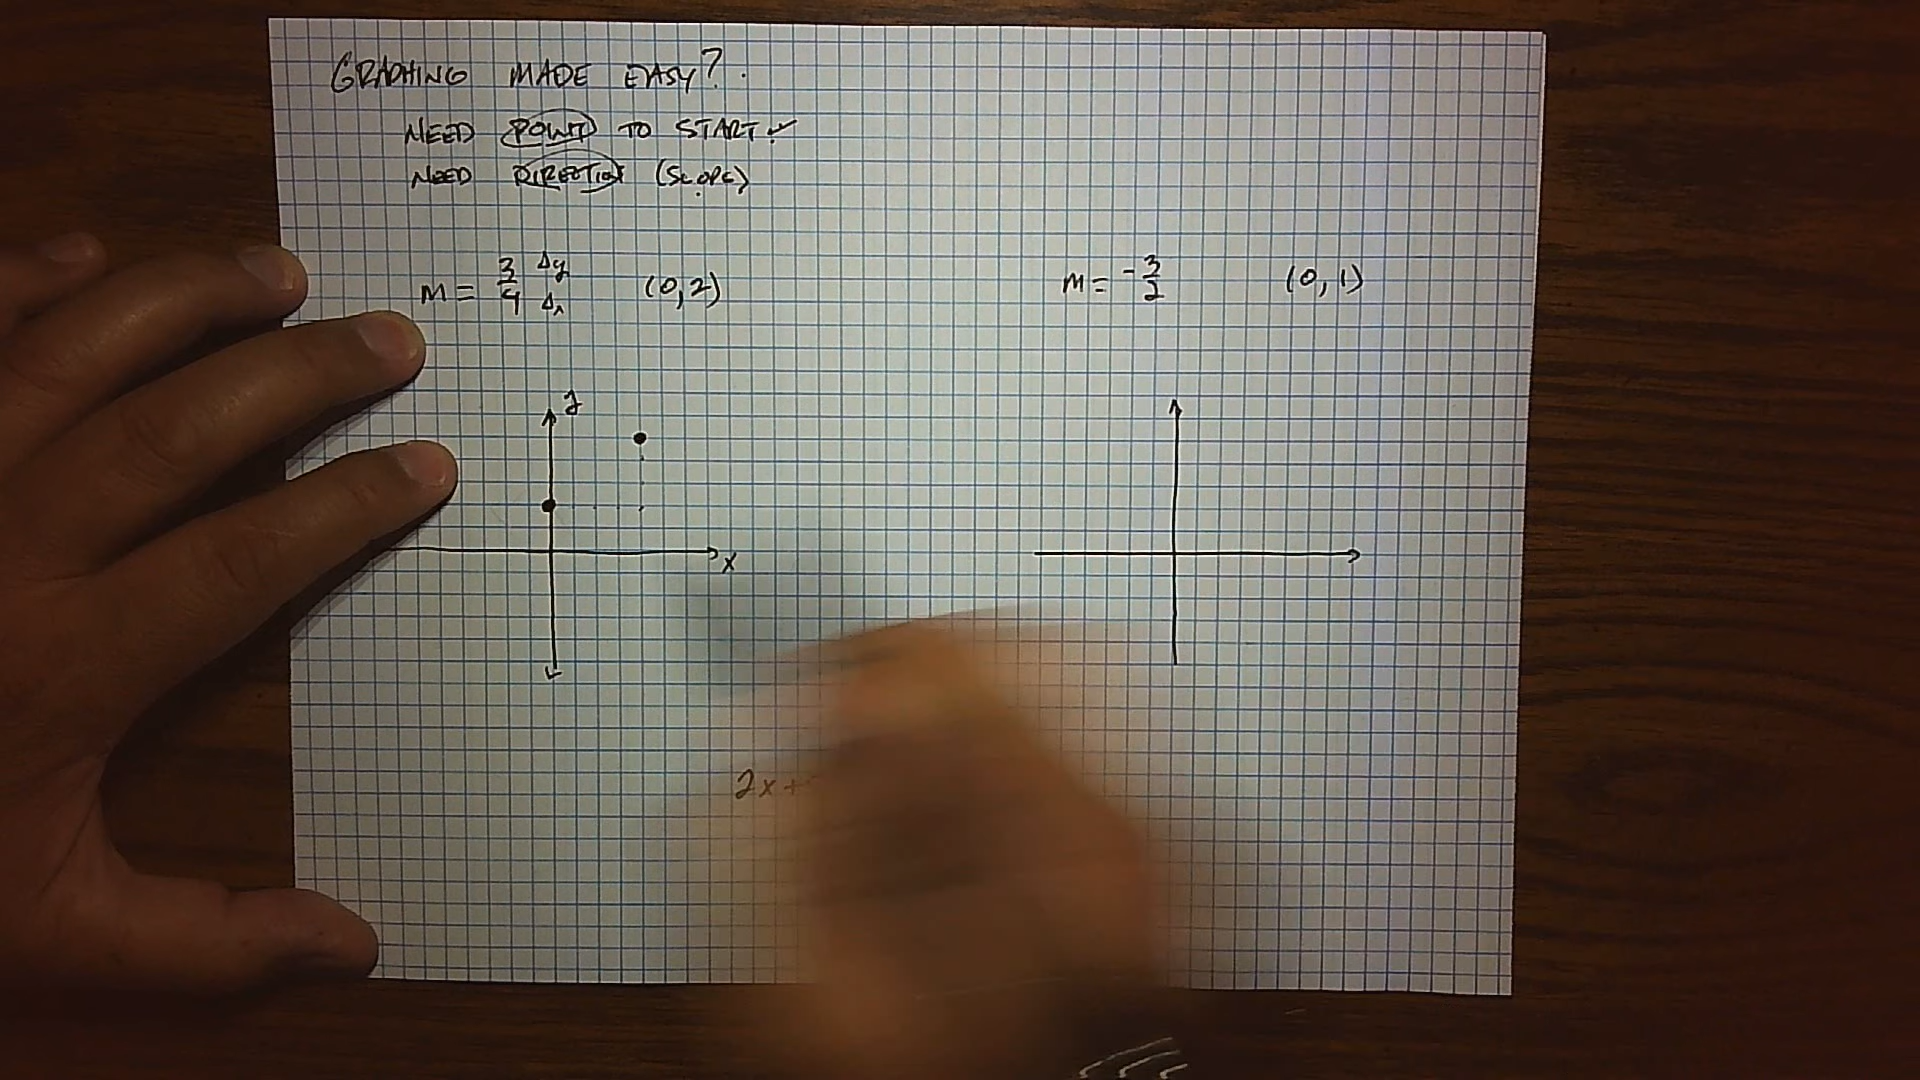 GRAPHING MADE EASY?
NEED POINT TO START ✓
NEED DIRECTION (SLOPE)
m = 3/4 Δy/Δx (0,2)
m = -3/2 (0,1)
y
x
2x+